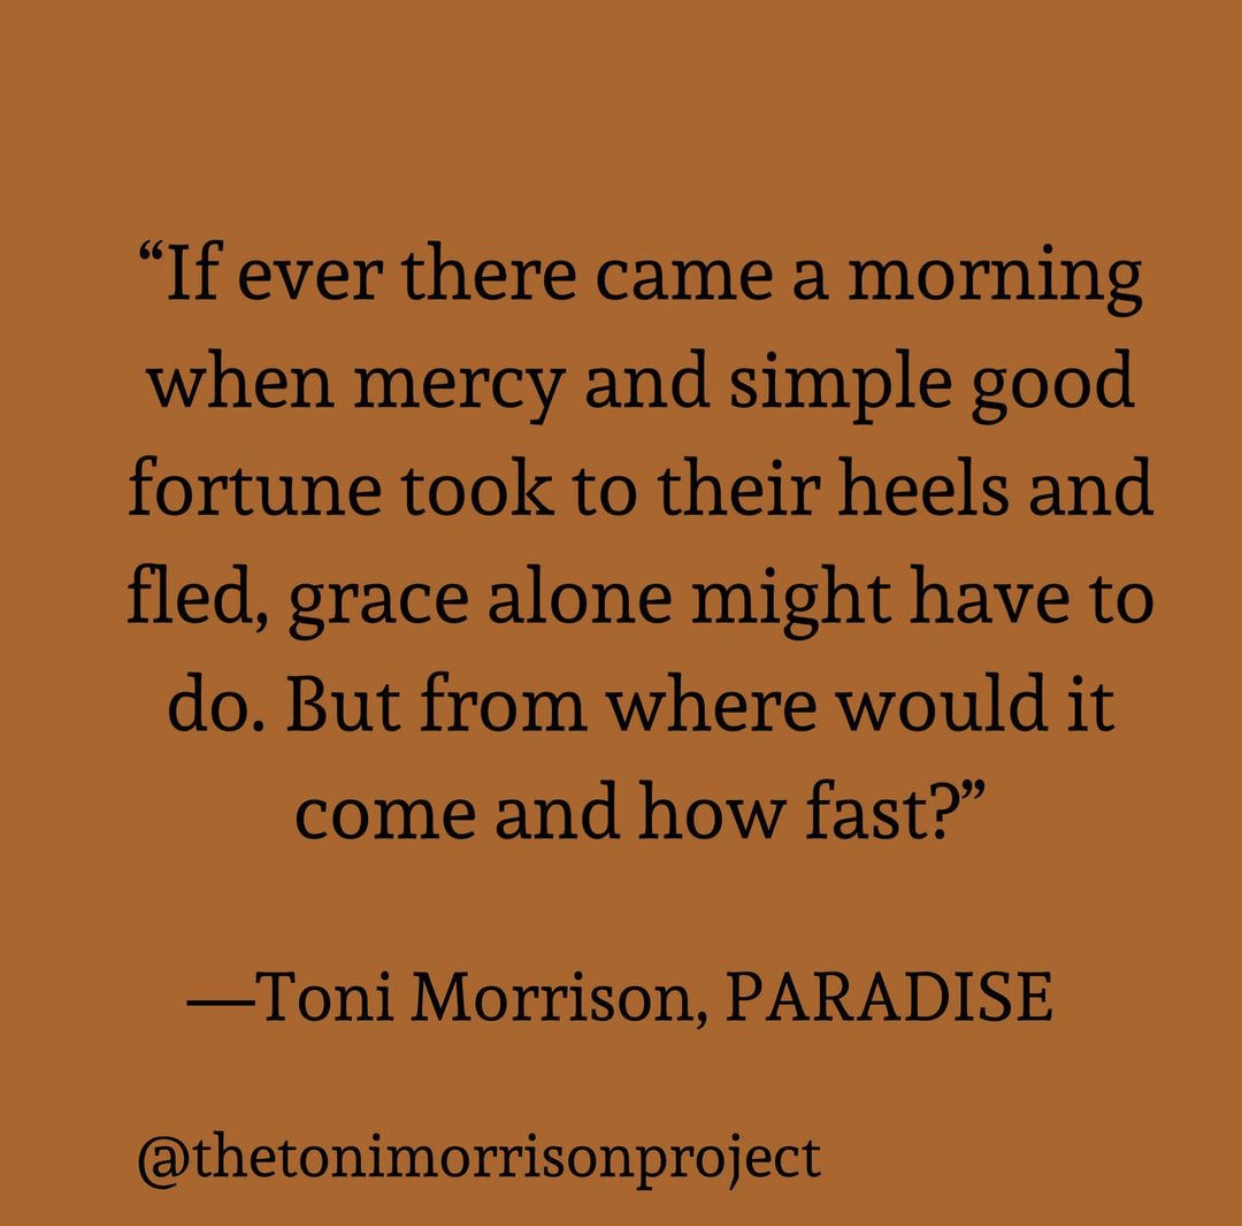 “If ever there came a morning
when mercy and simple good
fortune took to their heels and
fled, grace alone might have to
do. But from where would it
come and how fast?”
—Toni Morrison, PARADISE
@thetonimorrisonproject